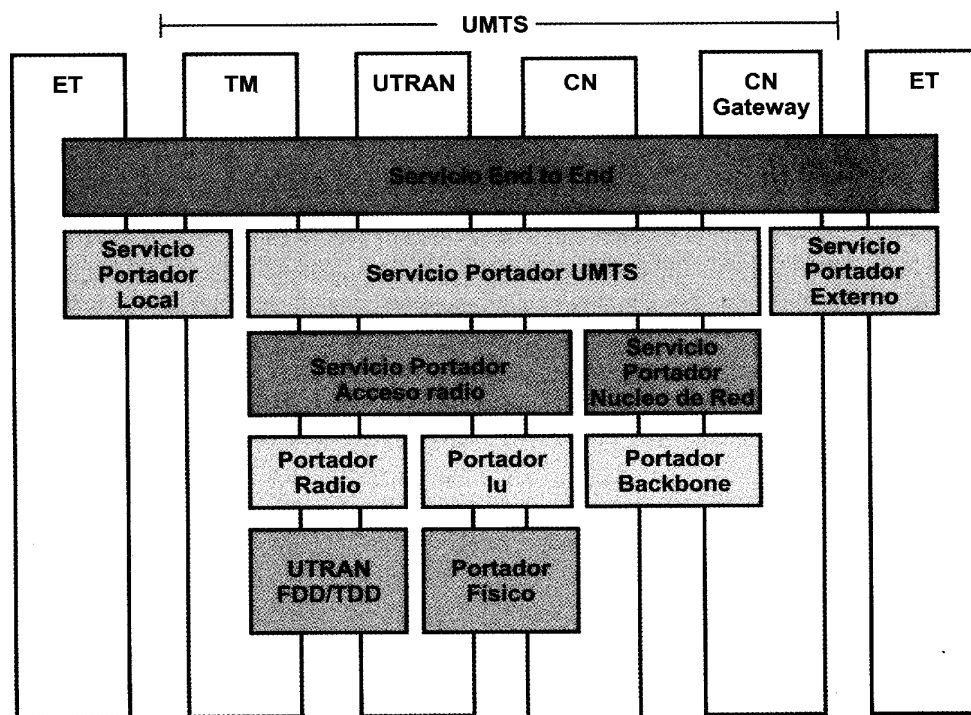 UMTS
ET
TM
UTRAN
CN
CN
Gateway
ET
Servicio End to End
Servicio
Portador
Local
Servicio Portador UMTS
Servicio
Portador
Externo
Servicio Portador
Acceso radio
Servicio
Portador
Nucleo de Red
Portador
Radio
Portador
Iu
Portador
Backbone
UTRAN
FDD/TDD
Portador
Fisico